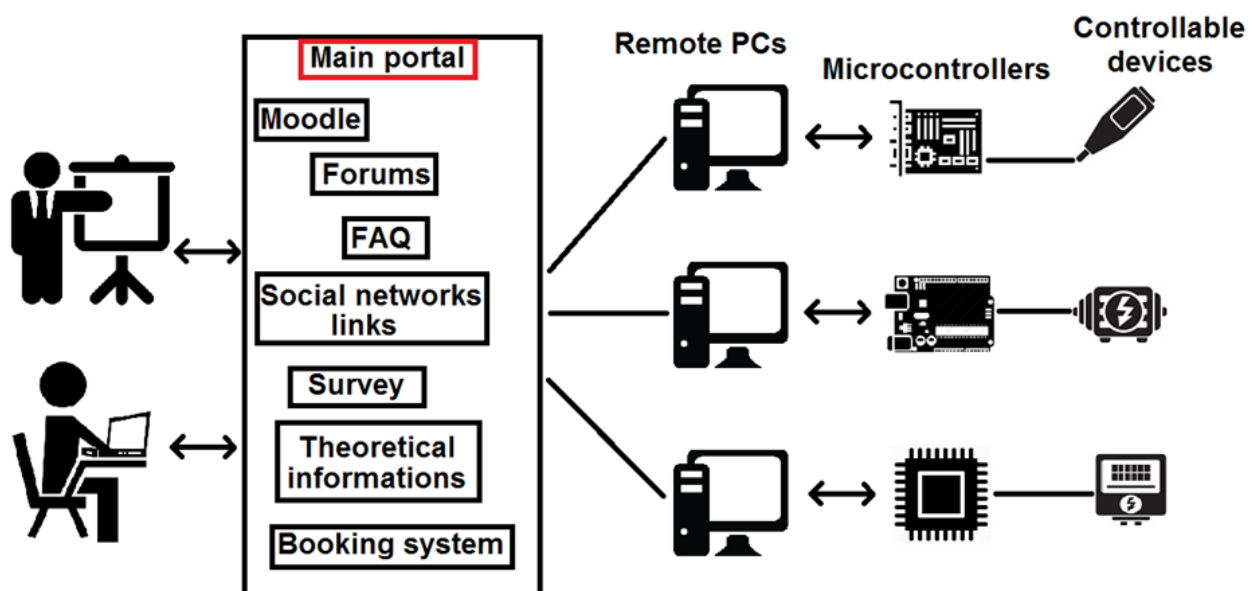 Main portal
Moodle
Forums
FAQ
Social networks
links
Survey
Theoretical
informations
Booking system
Remote PCs
Microcontrollers
Controllable
devices